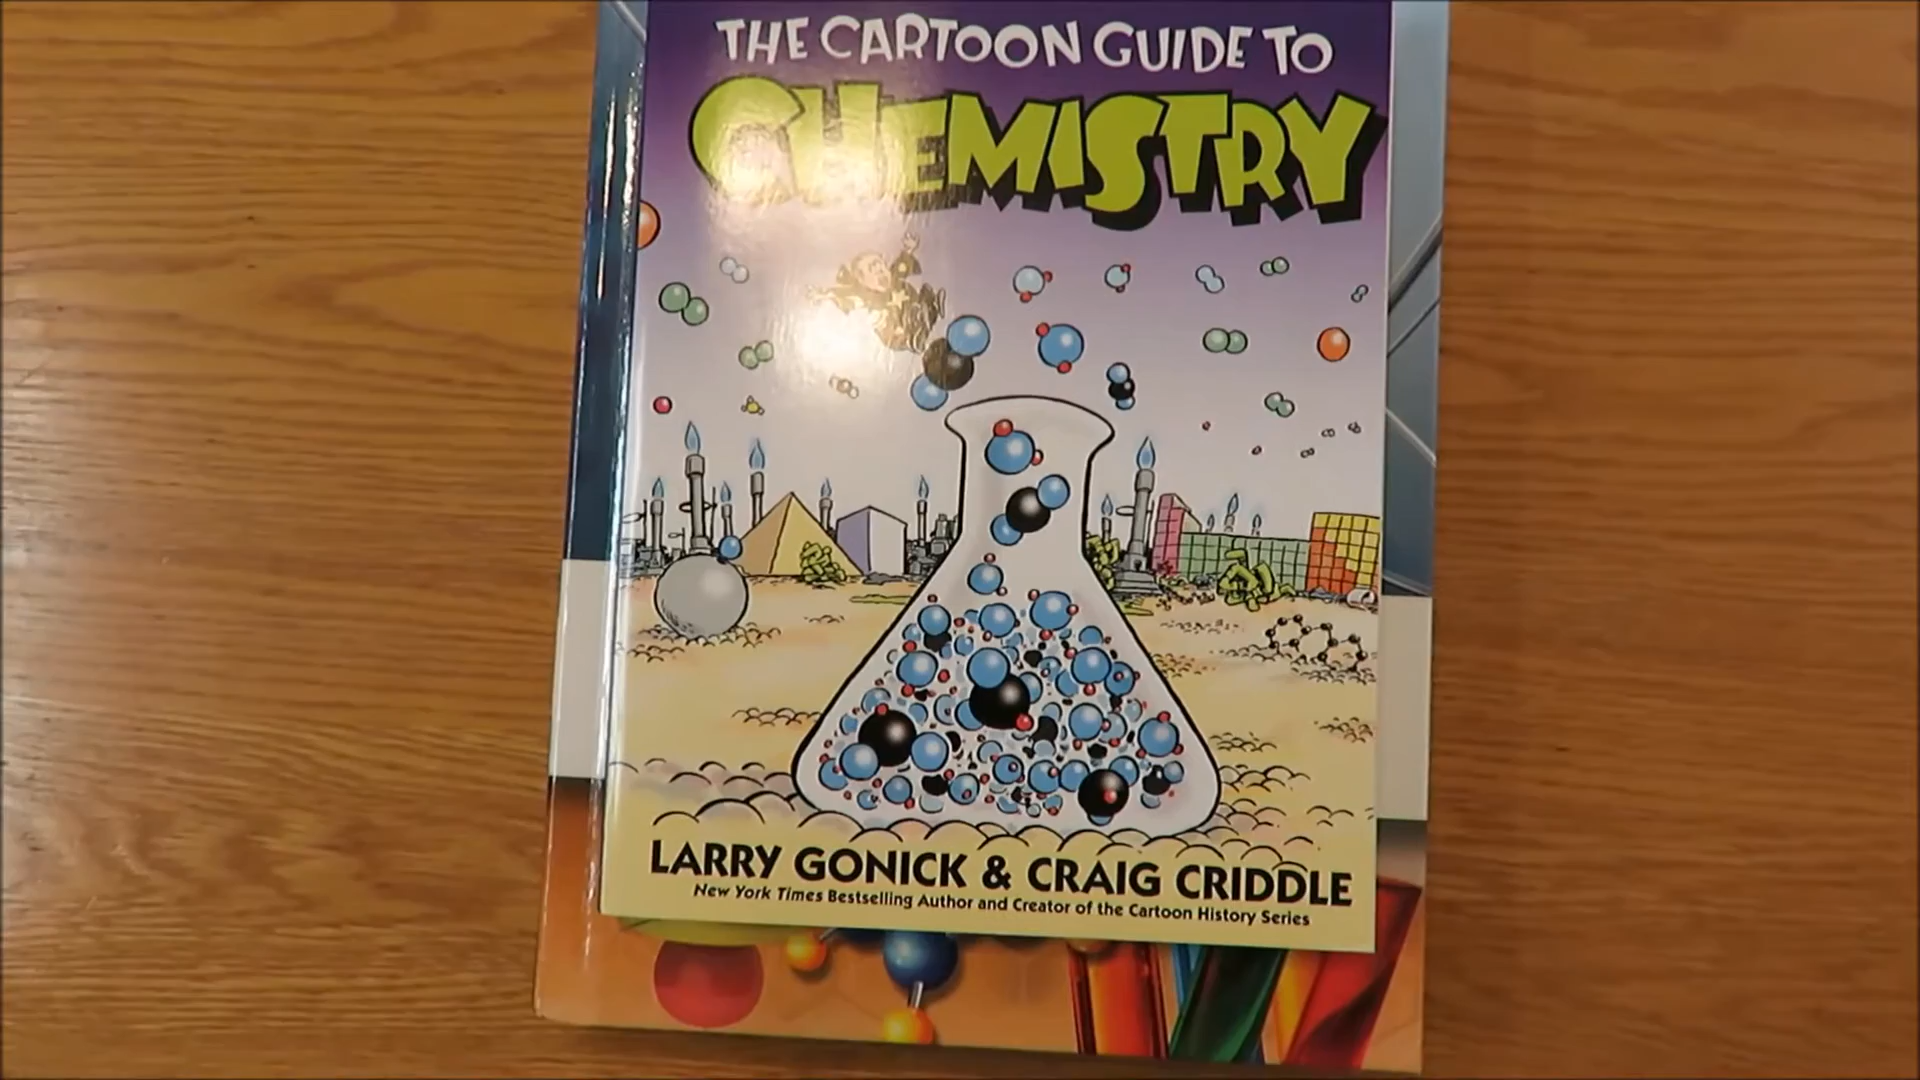 THE CARTOON GUIDE TO
CHEMISTRY
LARRY GONICK & CRAIG CRIDDLE
New York Times Bestselling Author and Creator of the Cartoon History Series